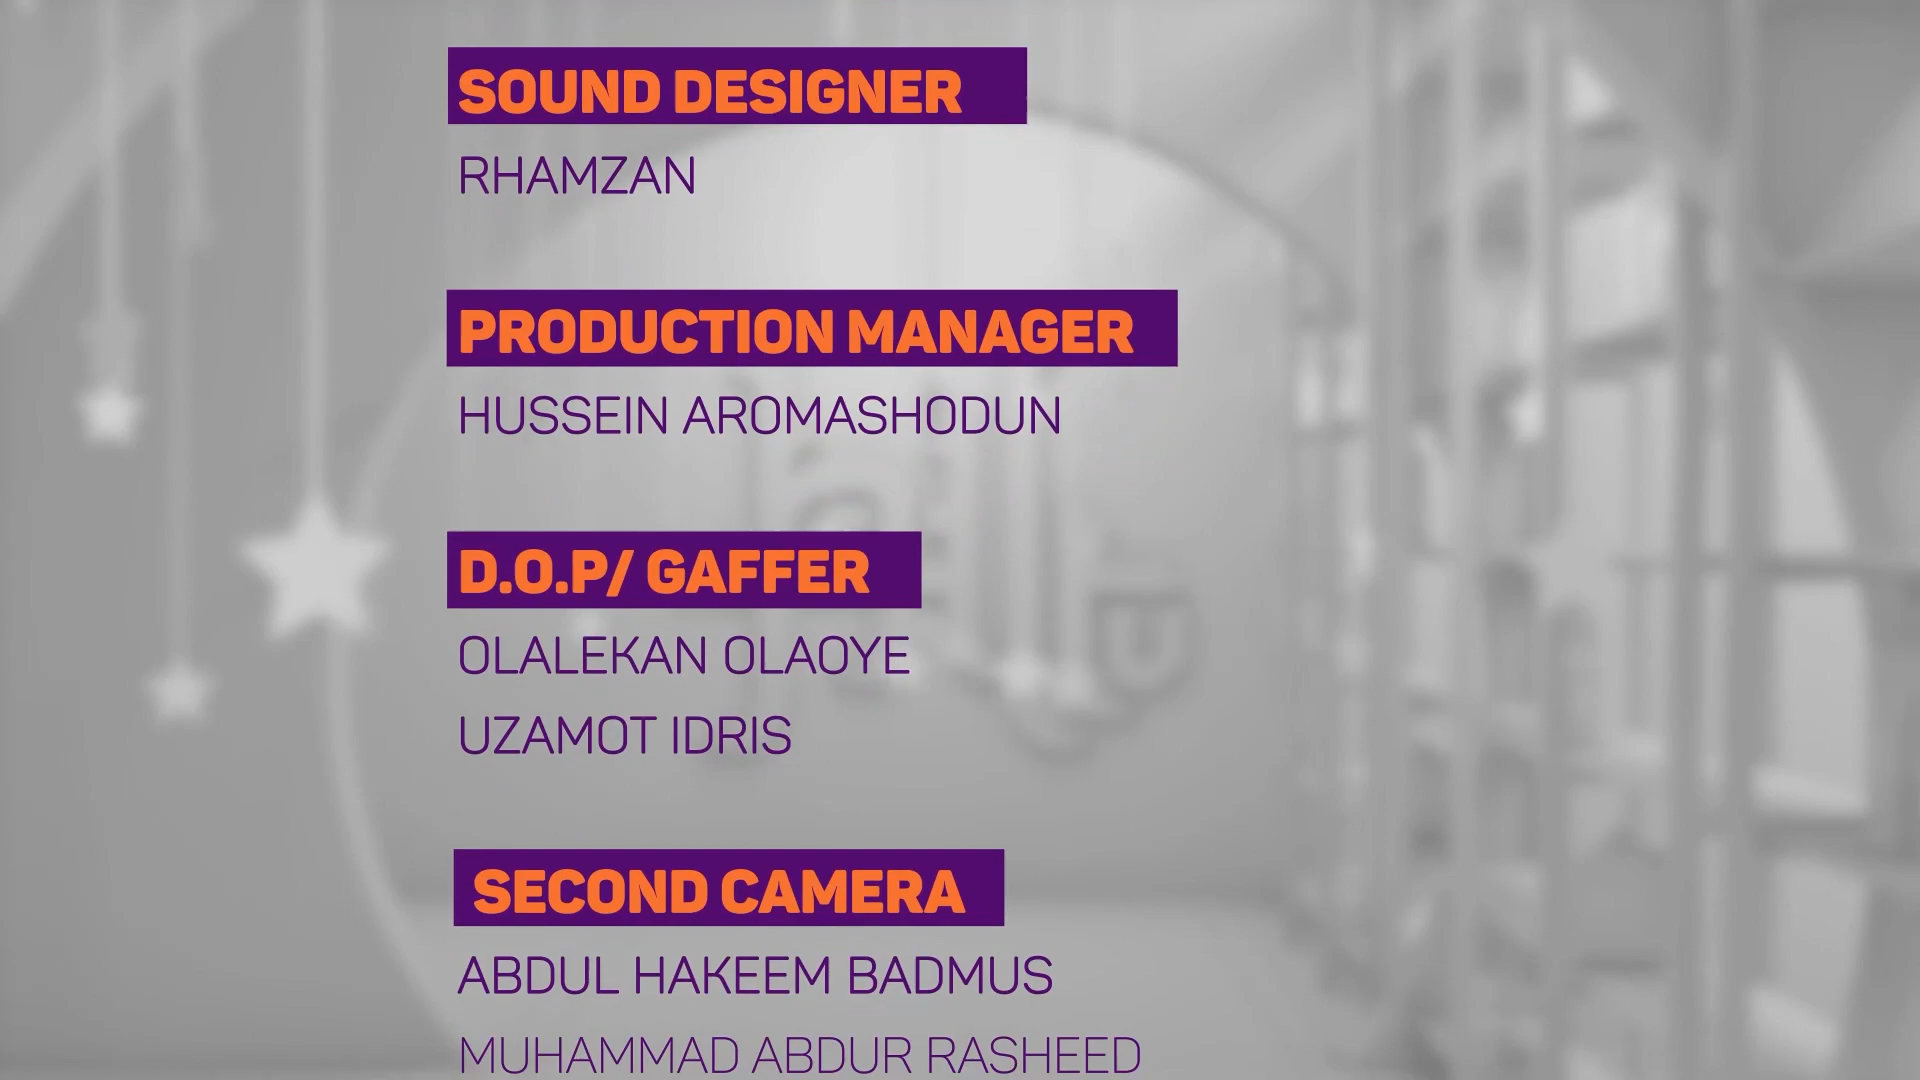 SOUND DESIGNER
RHAMZAN
PRODUCTION MANAGER
HUSSEIN AROMASHODUN
D.O.P/ GAFFER
OLALEKAN OLAOYE
UZAMOT IDRIS
SECOND CAMERA
ABDUL HAKEEM BADMUS
MUHAMMAD ABDUR RASHEED